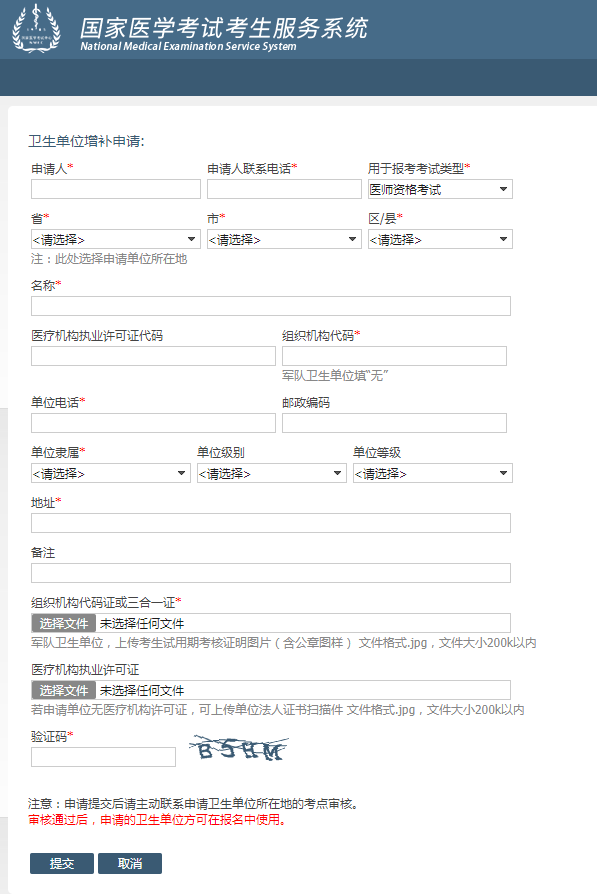 国家医学考试考生服务系统
National Medical Examination Service System
卫生单位增补申请:
申请人* 申请人联系电话* 用于报考考试类型*
医师资格考试
省* 市* 区/县*
<请选择> <请选择> <请选择>
注：此处选择申请单位所在地
名称*
医疗机构执业许可证代码 组织机构代码*
军队卫生单位填“无”
单位电话* 邮政编码
单位隶属* 单位级别 单位等级
<请选择> <请选择> <请选择>
地址*
备注
组织机构代码证或三合一证*
选择文件 未选择任何文件
军队卫生单位，上传考生试用期考核证明图片（含公章图样） 文件格式.jpg，文件大小200k以内
医疗机构执业许可证
选择文件 未选择任何文件
若申请单位无医疗机构许可证，可上传单位法人证书扫描件 文件格式.jpg，文件大小200k以内
验证码*
注意：申请提交后请主动联系申请卫生单位所在地的考点审核。
审核通过后，申请的卫生单位方可在报名中使用。
提交 取消